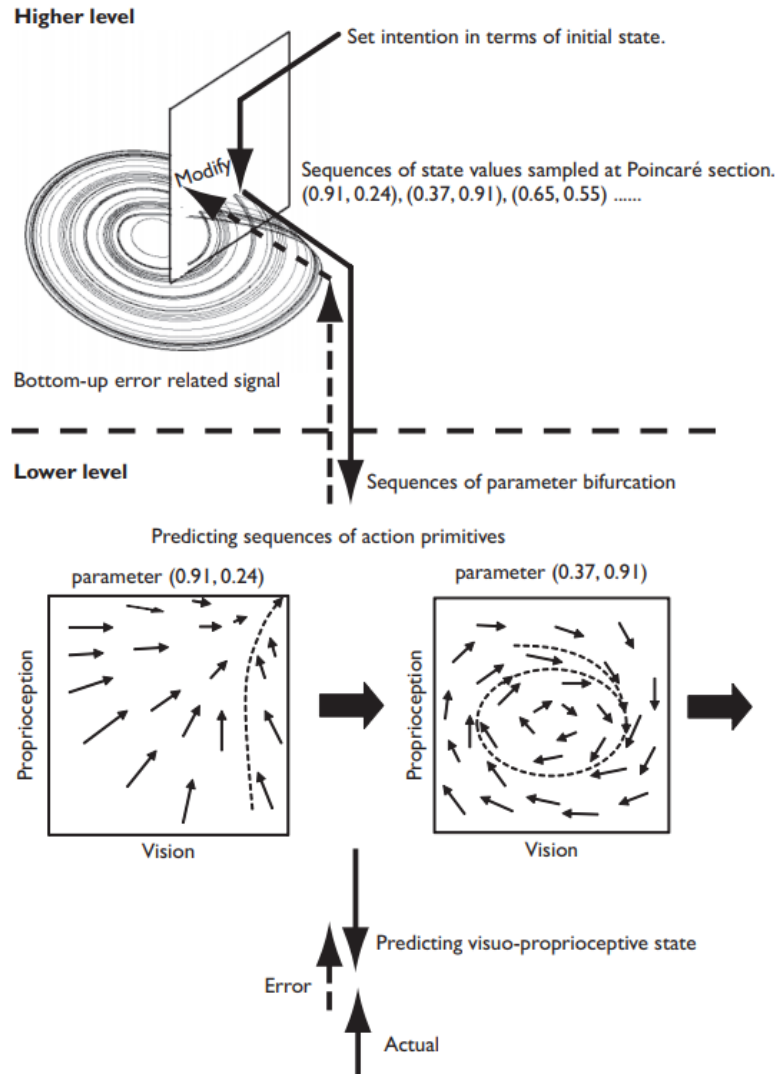 Higher level
Set intention in terms of initial state.
Modify
Sequences of state values sampled at Poincaré section.
(0.91, 0.24), (0.37, 0.91), (0.65, 0.55) ......
Bottom-up error related signal
Lower level
Sequences of parameter bifurcation
Predicting sequences of action primitives
parameter (0.91, 0.24)
parameter (0.37, 0.91)
Proprioception
Proprioception
Vision
Vision
Predicting visuo-proprioceptive state
Error
Actual